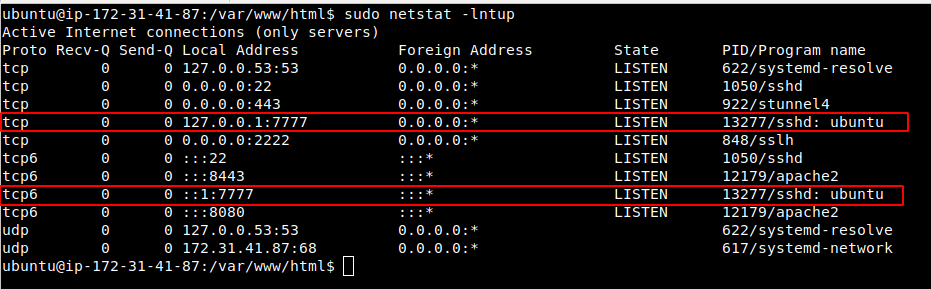 ubuntu@ip-172-31-41-87:/var/www/html$ sudo netstat -lntup
Active Internet connections (only servers)
Proto Recv-Q Send-Q Local Address           Foreign Address         State       PID/Program name
tcp        0      0 127.0.0.53:53           0.0.0.0:*               LISTEN      622/systemd-resolve
tcp        0      0 0.0.0.0:22              0.0.0.0:*               LISTEN      1050/sshd
tcp        0      0 0.0.0.0:443             0.0.0.0:*               LISTEN      922/stunnel4
tcp        0      0 127.0.0.1:7777          0.0.0.0:*               LISTEN      13277/sshd: ubuntu
tcp        0      0 0.0.0.0:2222            0.0.0.0:*               LISTEN      848/sslh
tcp6       0      0 :::22                   :::*                    LISTEN      1050/sshd
tcp6       0      0 :::8443                 :::*                    LISTEN      12179/apache2
tcp6       0      0 ::1:7777                :::*                    LISTEN      13277/sshd: ubuntu
tcp6       0      0 :::8080                 :::*                    LISTEN      12179/apache2
udp        0      0 127.0.0.53:53           0.0.0.0:*                           622/systemd-resolve
udp        0      0 172.31.41.87:68         0.0.0.0:*                           617/systemd-network
ubuntu@ip-172-31-41-87:/var/www/html$